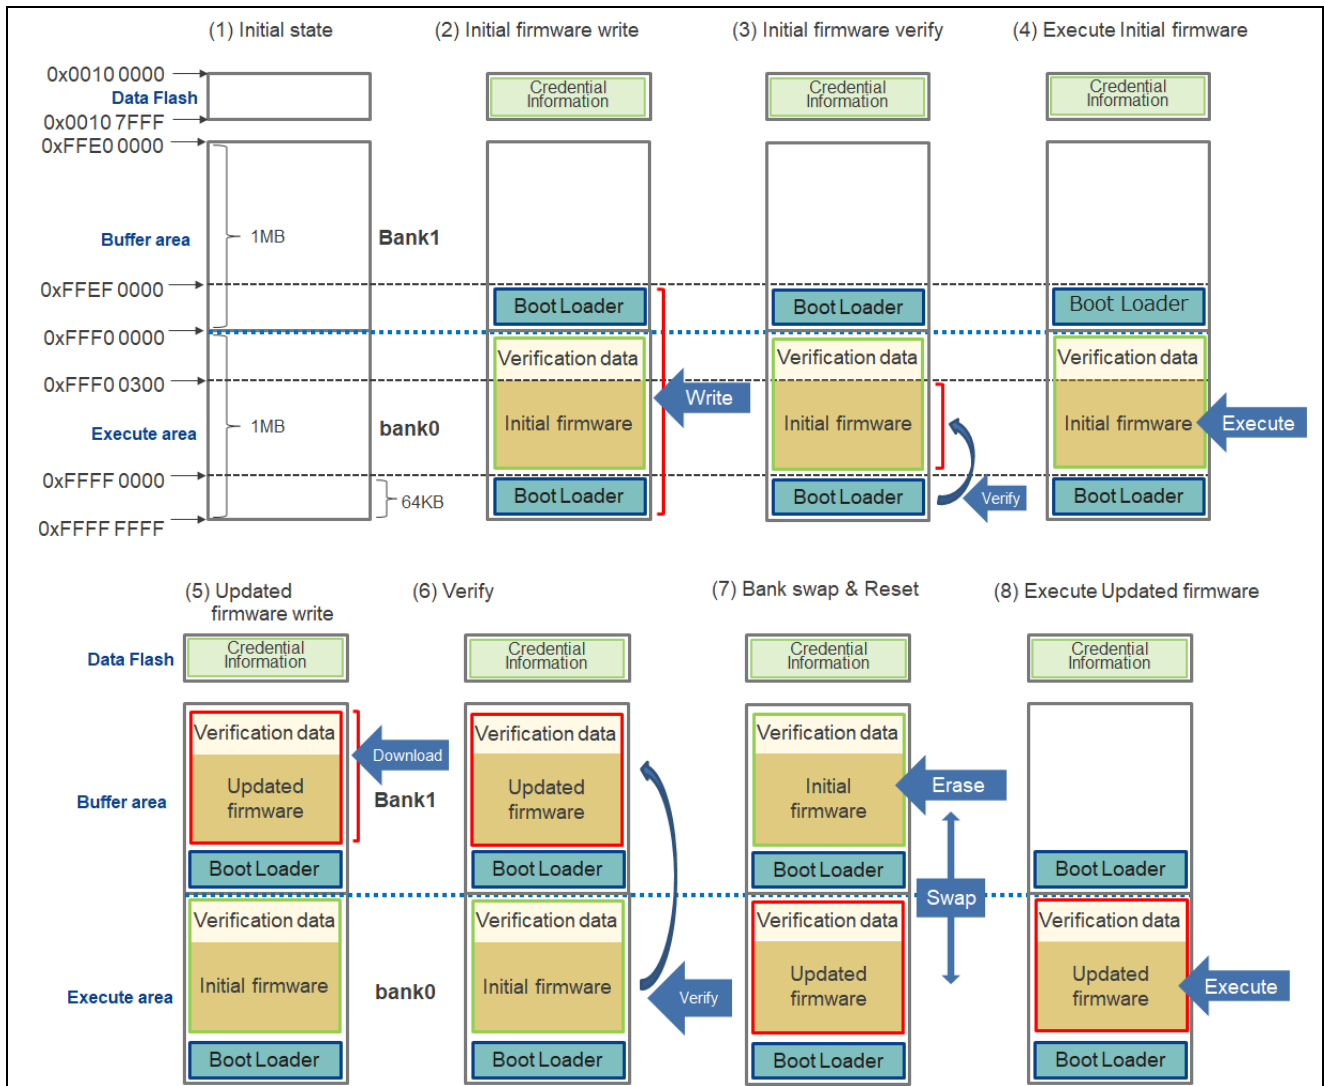 (1) Initial state
(2) Initial firmware write
(3) Initial firmware verify
(4) Execute Initial firmware
0x0010 0000
Data Flash
0x0010 7FFF
0xFFE0 0000
Buffer area
1MB
Bank1
0xFFEF 0000
0xFFF0 0000
0xFFF0 0300
Execute area
1MB
bank0
0xFFFF 0000
64KB
0xFFFF FFFF
Credential
Information
Boot Loader
Verification data
Initial firmware
Boot Loader
Write
Credential
Information
Boot Loader
Verification data
Initial firmware
Boot Loader
Verify
Credential
Information
Boot Loader
Verification data
Initial firmware
Boot Loader
Execute
(5) Updated
firmware write
(6) Verify
(7) Bank swap & Reset
(8) Execute Updated firmware
Data Flash
Buffer area
Execute area
Credential
Information
Verification data
Updated
firmware
Boot Loader
Verification data
Initial firmware
Boot Loader
Download
Bank1
bank0
Credential
Information
Verification data
Updated
firmware
Boot Loader
Verification data
Initial firmware
Boot Loader
Verify
Credential
Information
Verification data
Initial
firmware
Boot Loader
Verification data
Updated
firmware
Boot Loader
Erase
Swap
Credential
Information
Boot Loader
Verification data
Updated
firmware
Boot Loader
Execute